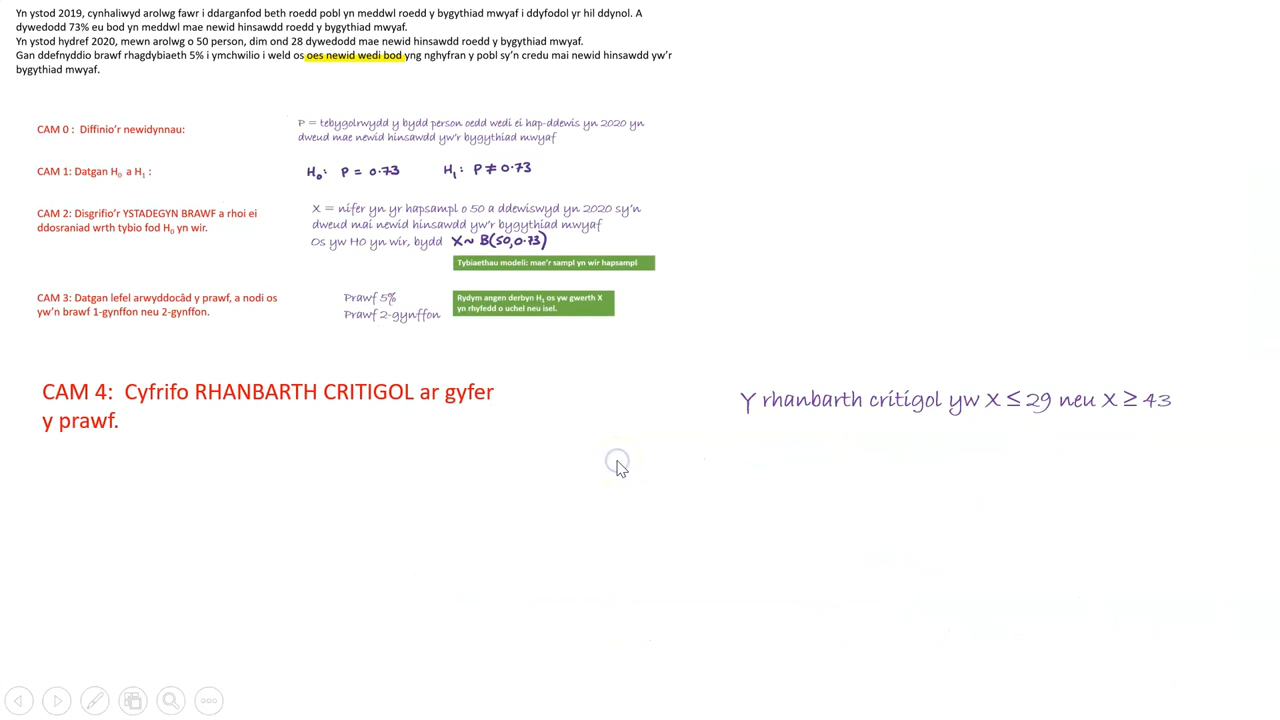 Yn ystod 2019, cynhaliwyd arolwg fawr i ddarganfod beth roedd pobl yn meddwl roedd y bygythiad mwyaf i ddyfodol yr hil ddynol. A
dywedodd 73% eu bod yn meddwl mae newid hinsawdd roedd y bygythiad mwyaf.
Yn ystod hydref 2020, mewn arolwg o 50 person, dim ond 28 dywedodd mae newid hinsawdd roedd y bygythiad mwyaf.
Gan ddefnyddio brawf rhagdybiaeth 5% i ymchwilio i weld os oes newid wedi bod yng nghyfran y pobl sy'n credu mai newid hinsawdd yw'r
bygythiad mwyaf.
CAM 0 : Diffinio'r newidynnau:
P = tebygolrwydd y bydd person oedd wedi ei hap-ddewis yn 2020 yn
dweud mae newid hinsawdd yw'r bygythiad mwyaf
CAM 1: Datgan H₀ a H₁ :
H₀: P = 0.73 H₁: P ≠ 0.73
CAM 2: Disgrifio'r YSTADEGYN BRAWF a rhoi ei
ddosraniad wrth tybio fod H₀ yn wir.
X = nifer yn yr hapsampl o 50 a ddewiswyd yn 2020 sy'n
dweud mai newid hinsawdd yw'r bygythiad mwyaf
Os yw H0 yn wir, bydd X ~ B(50, 0.73)
Tybiaethau modeli: mae'r sampl yn wir hapsampl
CAM 3: Datgan lefel arwyddocâd y prawf, a nodi os
yw'n brawf 1-gynffon neu 2-gynffon.
Prawf 5%
Prawf 2-gynffon
Rydym angen derbyn H₁ os yw gwerth X
yn rhyfedd o uchel neu isel.
CAM 4: Cyfrifo RHANBARTH CRITIGOL ar gyfer
y prawf.
Y rhanbarth critigol yw X ≤ 29 neu X ≥ 43